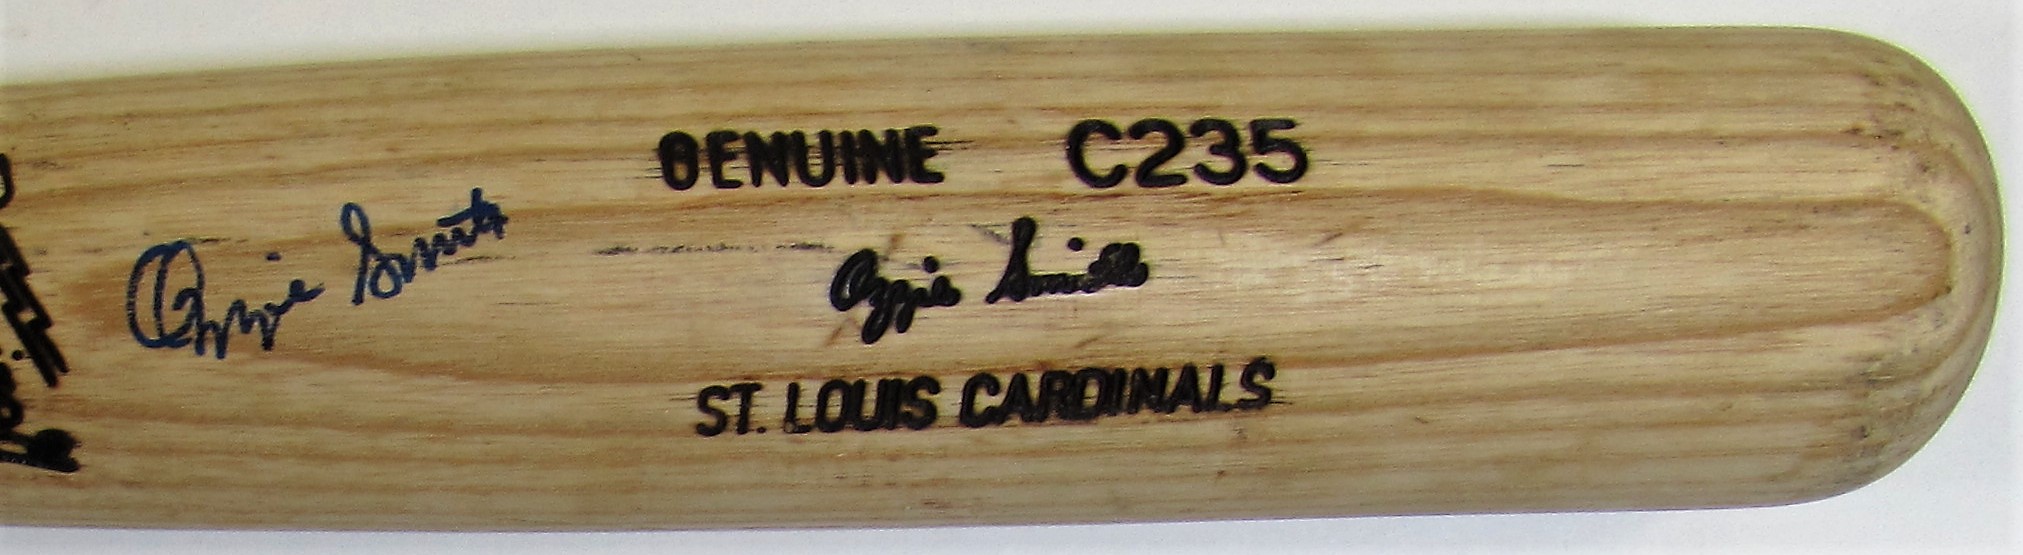 GENUINE C235
Ozzie Smith
Ozzie Smith
ST. LOUIS CARDINALS